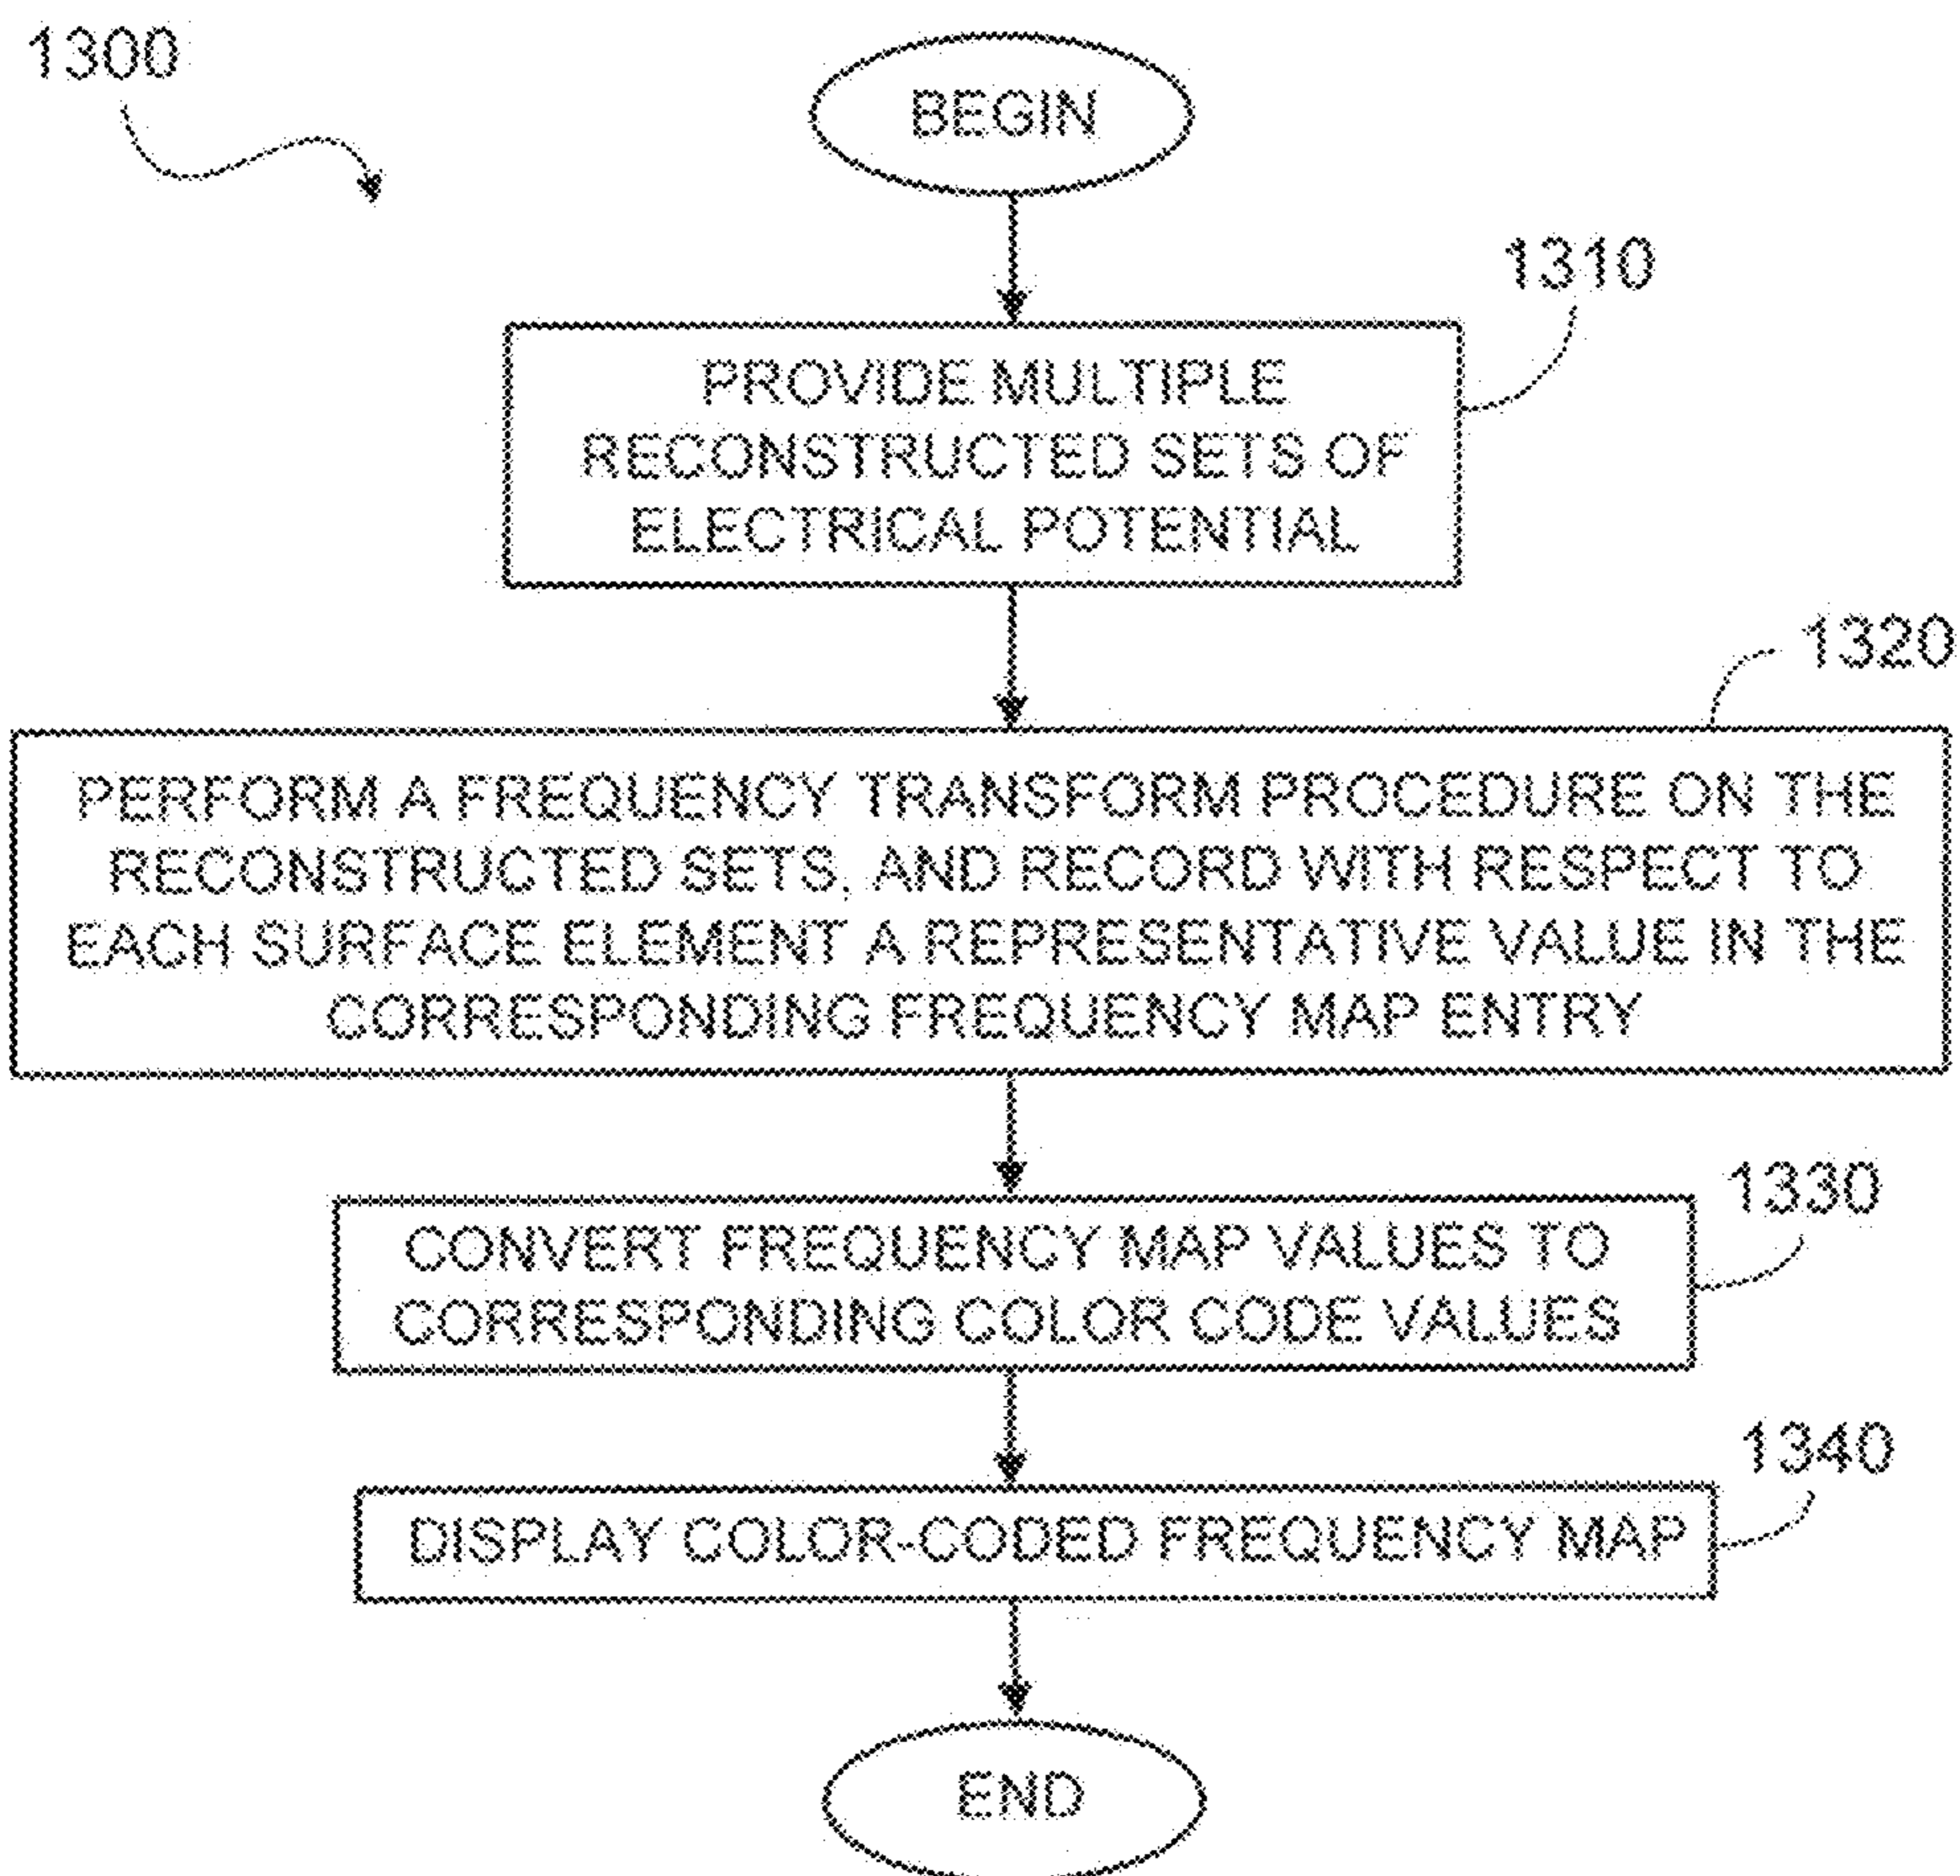 1300
BEGIN
1310
PROVIDE MULTIPLE
RECONSTRUCTED SETS OF
ELECTRICAL POTENTIAL
1320
PERFORM A FREQUENCY TRANSFORM PROCEDURE ON THE
RECONSTRUCTED SETS, AND RECORD WITH RESPECT TO
EACH SURFACE ELEMENT A REPRESENTATIVE VALUE IN THE
CORRESPONDING FREQUENCY MAP ENTRY
1330
CONVERT FREQUENCY MAP VALUES TO
CORRESPONDING COLOR CODE VALUES
1340
DISPLAY COLOR-CODED FREQUENCY MAP
END